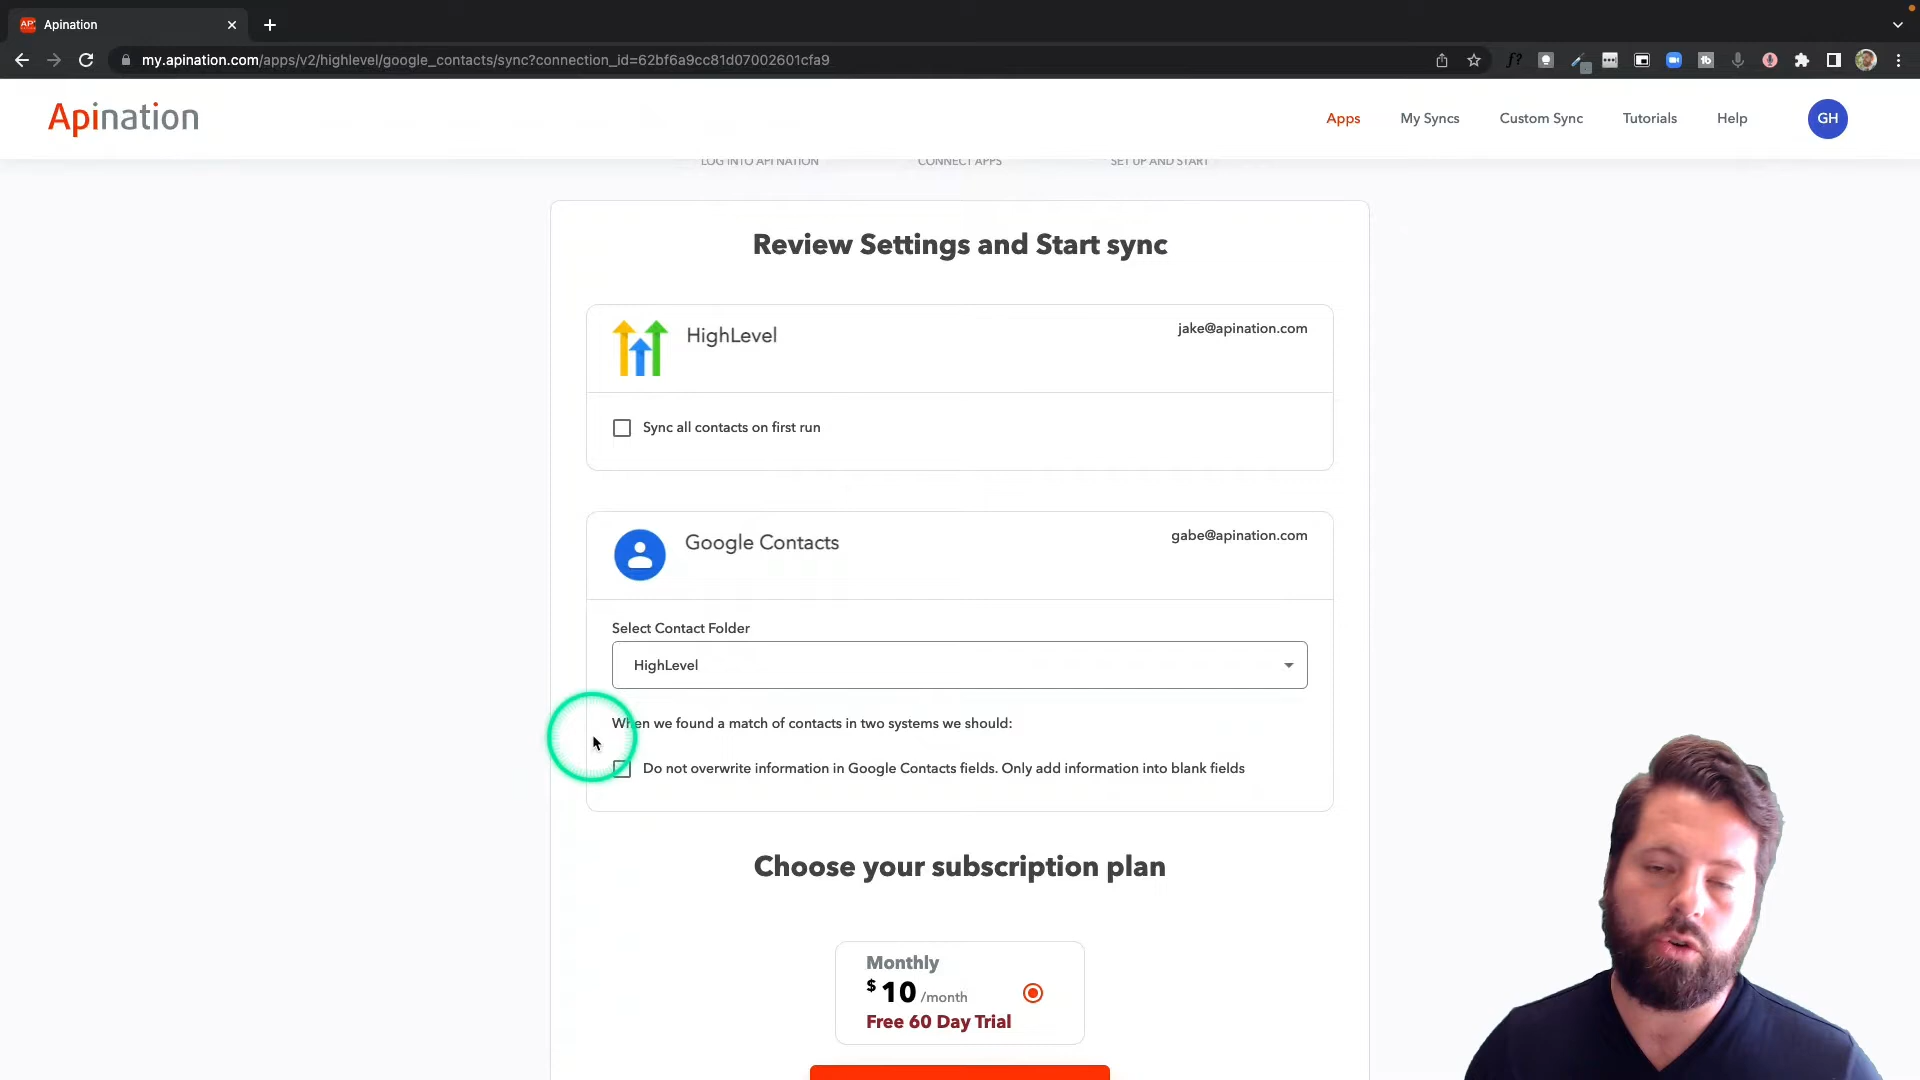 Apination
my.apination.com/apps/v2/highlevel/google_contacts/sync?connection_id=62bf6a9cc81d07002601cfa9
Apination
Apps
My Syncs
Custom Sync
Tutorials
Help
GH
LOG INTO API NATION
CONNECT APPS
SET UP AND START
Review Settings and Start sync
HighLevel
jake@apination.com
Sync all contacts on first run
Google Contacts
gabe@apination.com
Select Contact Folder
HighLevel
When we found a match of contacts in two systems we should:
Do not overwrite information in Google Contacts fields. Only add information into blank fields
Choose your subscription plan
Monthly
$10 /month
Free 60 Day Trial